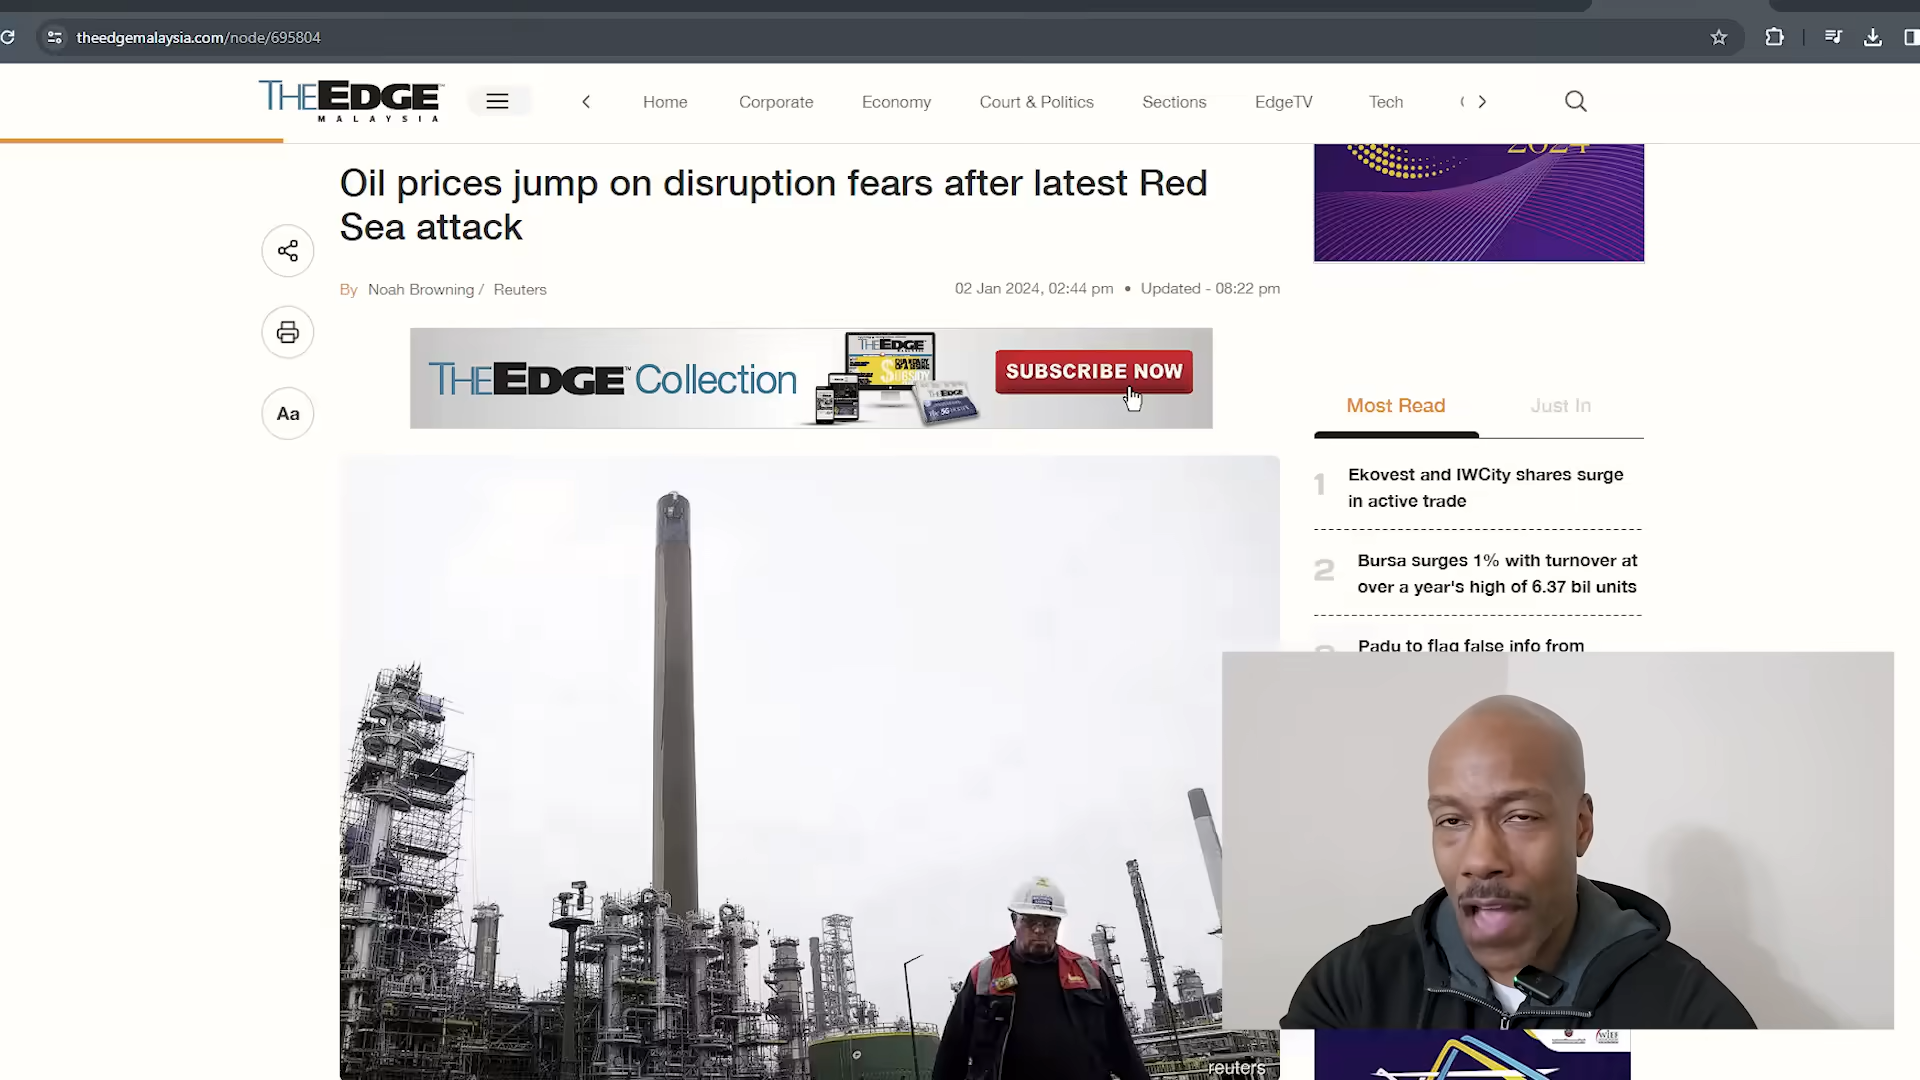 theedgemalaysia.com/node/695804
THE EDGE
MALAYSIA
Home
Corporate
Economy
Court & Politics
Sections
EdgeTV
Tech
2024
Oil prices jump on disruption fears after latest Red
Sea attack
By Noah Browning / Reuters
02 Jan 2024, 02:44 pm • Updated - 08:22 pm
THE EDGE Collection
SUBSCRIBE NOW
Aa
Most Read
Just In
1
Ekovest and IWCity shares surge
in active trade
2
Bursa surges 1% with turnover at
over a year's high of 6.37 bil units
Padu to flag false info from
reuters